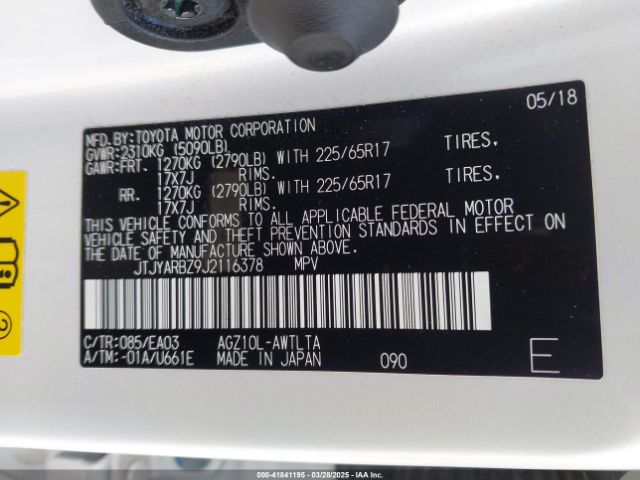 05/18
MFD.BY:TOYOTA MOTOR CORPORATION
GVWR:2310KG (5090LB)
GAWR:FRT. 1270KG (2790LB) WITH 225/65R17 TIRES,
17X7J RIMS.
RR. 1270KG (2790LB) WITH 225/65R17 TIRES,
17X7J RIMS.
THIS VEHICLE CONFORMS TO ALL APPLICABLE FEDERAL MOTOR
VEHICLE SAFETY AND THEFT PREVENTION STANDARDS IN EFFECT ON
THE DATE OF MANUFACTURE SHOWN ABOVE.
JTJYARBZ9J2116378 MPV
C/TR:085/EA03 AGZ10L-AWTLTA
A/TM:-01A/U661E MADE IN JAPAN 090 E
2
000-41841195 | 03/28/2025 | IAA Inc. |